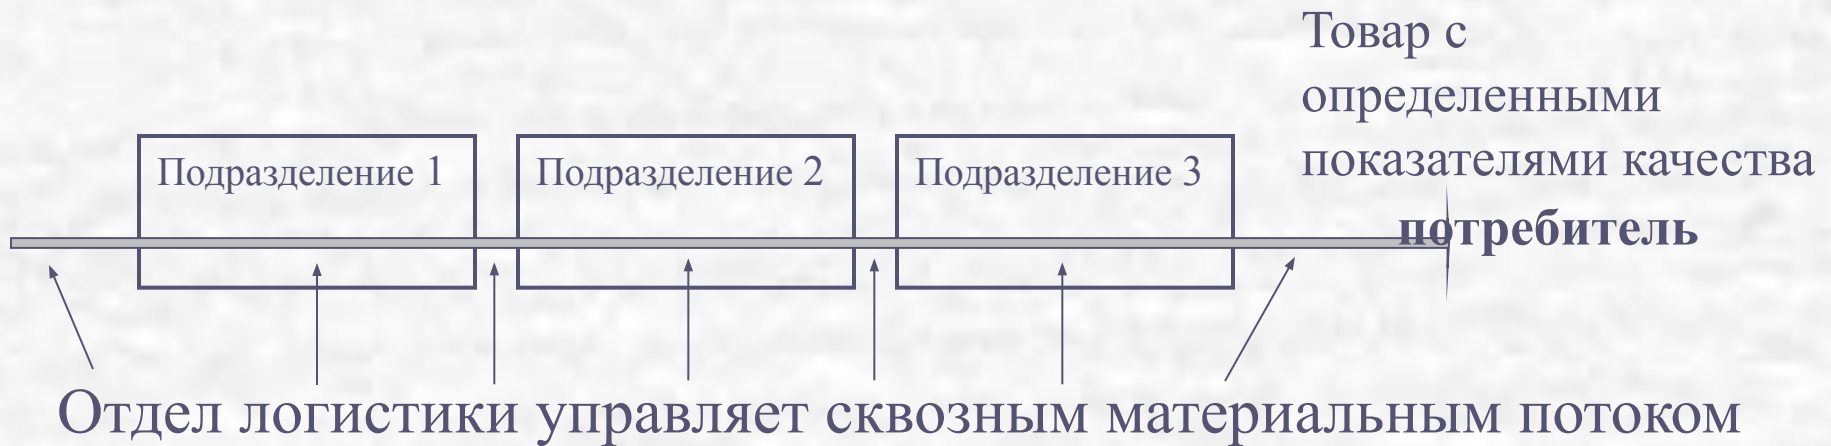 Товар с
определенными
показателями качества
Подразделение 1
Подразделение 2
Подразделение 3
потребитель
Отдел логистики управляет сквозным материальным потоком